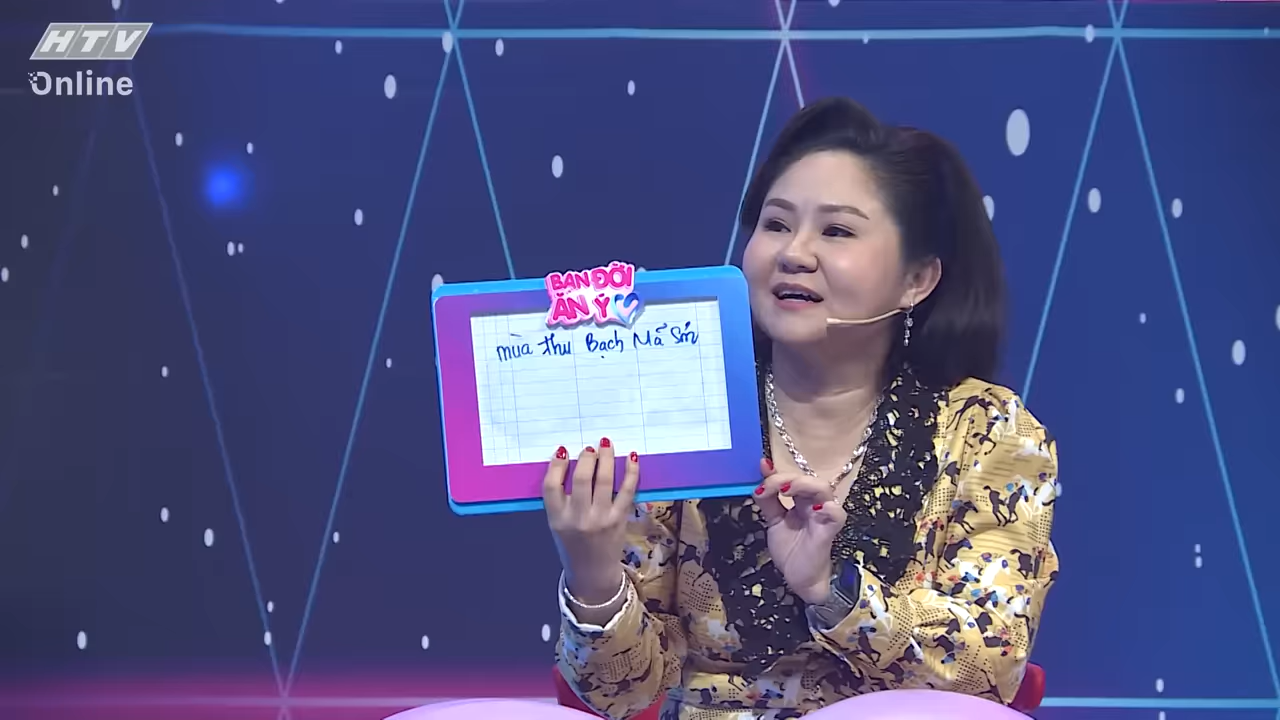 HTV
Online
BẠN ĐỜI
ĂN Ý
mùa thu Bạch Mã Sơn